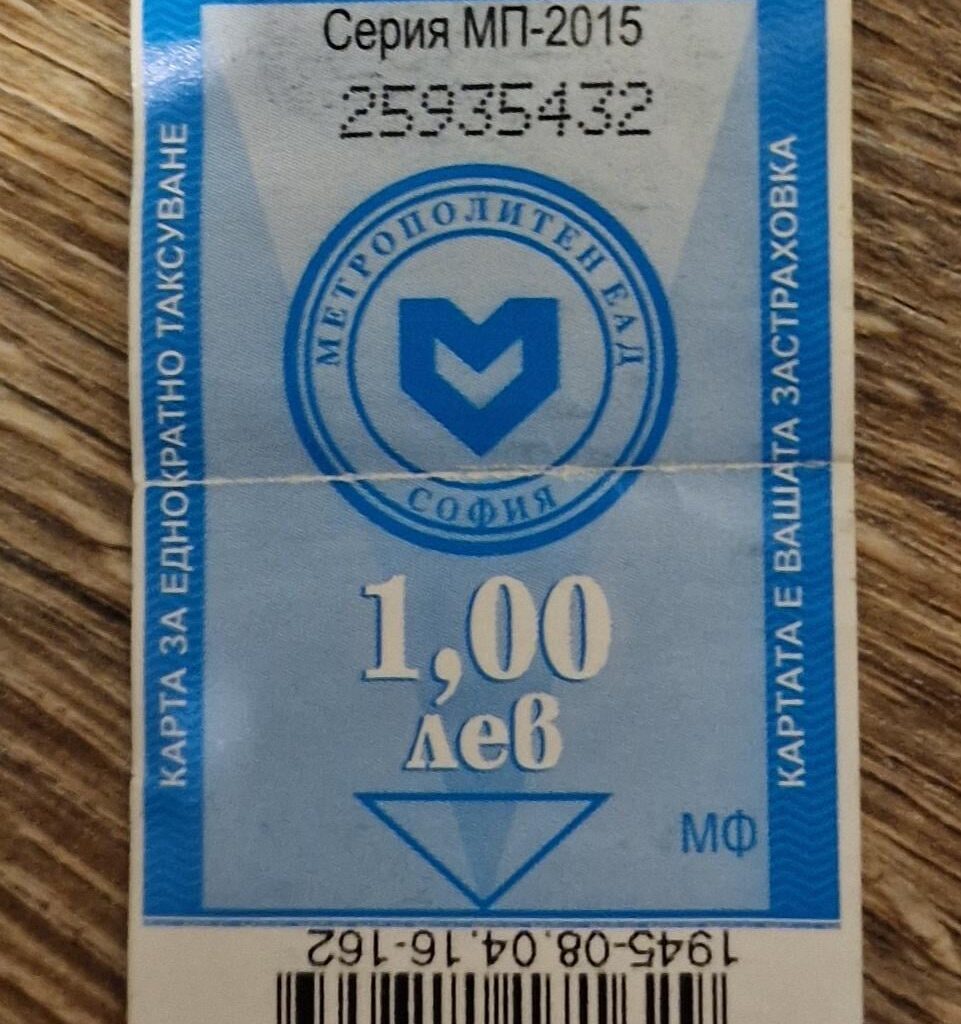 Серия МП-2015
25935432
КАРТА ЗА ЕДНОКРАТНО ТАКСУВАНЕ
МЕТРОПОЛИТЕН ЕАД
СОФИЯ
КАРТАТА Е ВАШАТА ЗАСТРАХОВКА
1,00
лев
МФ
1945-08.04.16-162